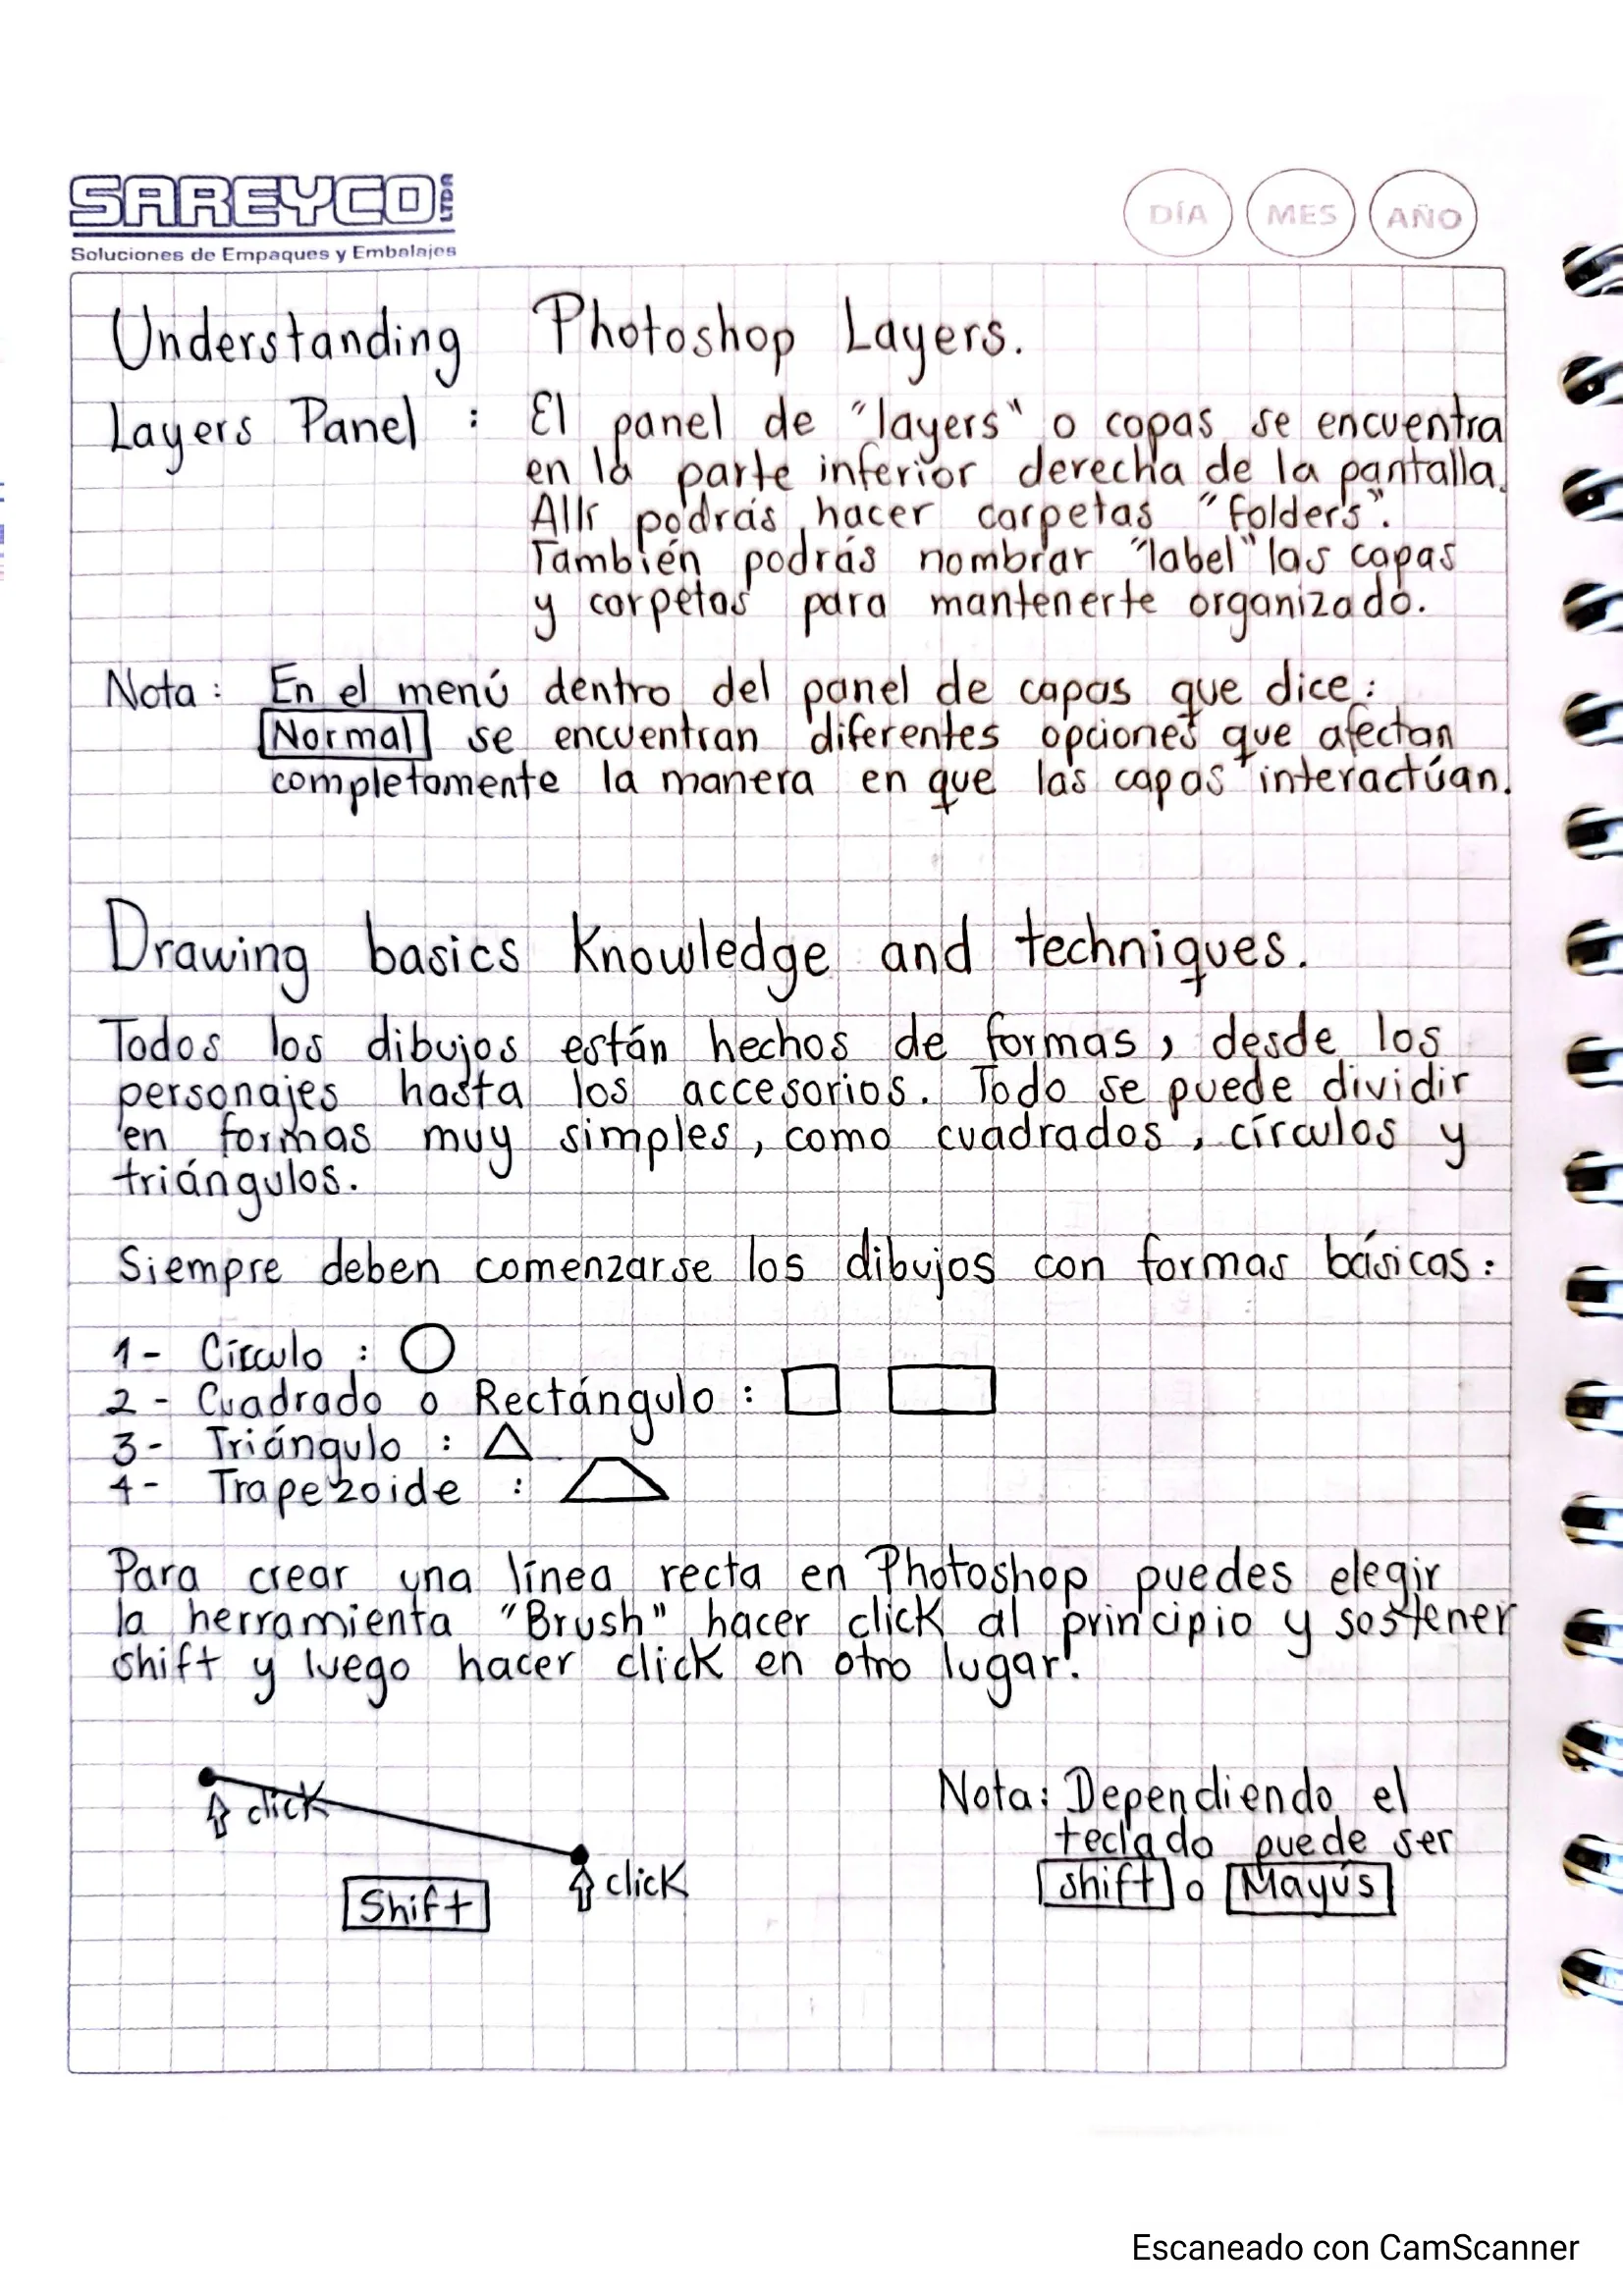 SAREYCO LTDA
Soluciones de Empaques y Embalajes
DÍA MES AÑO
Understanding Photoshop Layers.
Layers Panel : El panel de "layers" o capas se encuentra
en la parte inferior derecha de la pantalla.
Allí podrás hacer carpetas "folders".
También podrás nombrar "label" las capas
y carpetas para mantenerte organizado.
Nota: En el menú dentro del panel de capas que dice:
Normal se encuentran diferentes opciones que afectan
completamente la manera en que las capas interactúan.
Drawing basics Knowledge and techniques.
Todos los dibujos están hechos de formas, desde los
personajes hasta los accesorios. Todo se puede dividir
en formas muy simples, como cuadrados, círculos y
triángulos.
Siempre deben comenzarse los dibujos con formas básicas:
1- Círculo :
2- Cuadrado o Rectángulo :
3- Triángulo :
4- Trapezoide :
Para crear una línea recta en Photoshop puedes elegir
la herramienta "Brush" hacer click al principio y sostener
shift y luego hacer click en otro lugar.
click
click
Shift
Nota: Dependiendo el
teclado puede ser
shift o Mayús
Escaneado con CamScanner